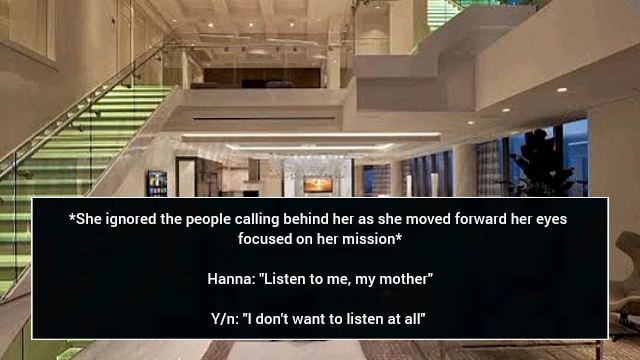 *She ignored the people calling behind her as she moved forward her eyes
focused on her mission*
Hanna: "Listen to me, my mother"
Y/n: "I don't want to listen at all"